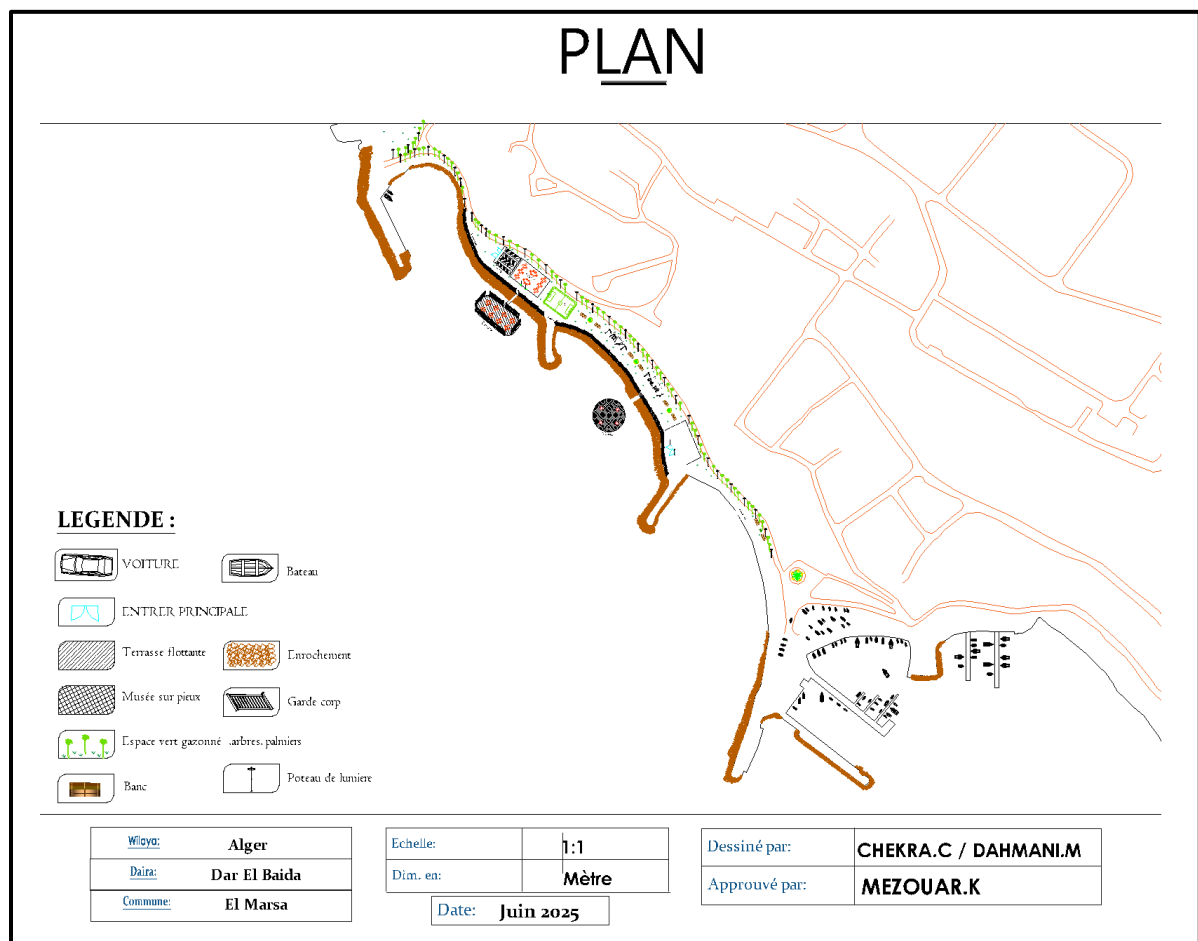 PLAN
LEGENDE :
VOITURE
Bateau
ENTRER PRINCIPALE
Terrasse flottante
Enrochement
Musée sur pieux
Garde corp
Espace vert gazonné .arbres. palmiers
Banc
Poteau de lumiere
Wilaya: Alger
Daira: Dar El Baida
Commune: El Marsa
Echelle: 1:1
Dim. en: Mètre
Date: Juin 2025
Dessiné par: CHEKRA.C / DAHMANI.M
Approuvé par: MEZOUAR.K